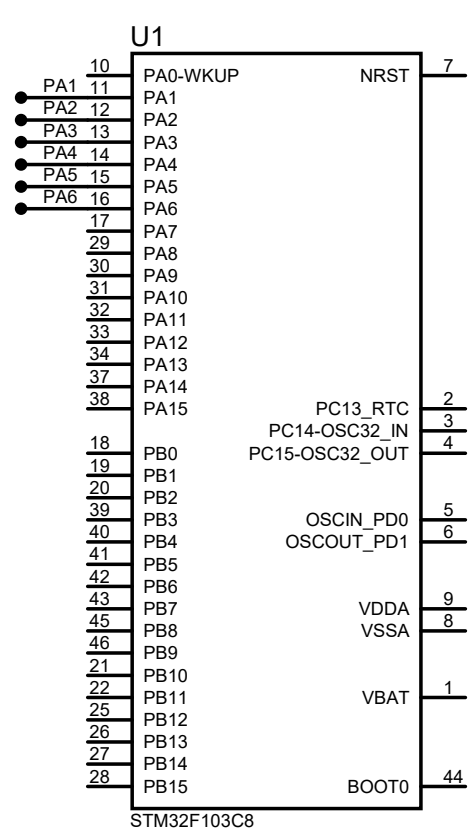 U1
10 PA0-WKUP NRST 7
PA1 11 PA1
PA2 12 PA2
PA3 13 PA3
PA4 14 PA4
PA5 15 PA5
PA6 16 PA6
17 PA7
29 PA8
30 PA9
31 PA10
32 PA11
33 PA12
34 PA13
37 PA14
38 PA15 PC13_RTC 2
PC14-OSC32_IN 3
18 PB0 PC15-OSC32_OUT 4
19 PB1
20 PB2
39 PB3 OSCIN_PD0 5
40 PB4 OSCOUT_PD1 6
41 PB5
42 PB6
43 PB7 VDDA 9
45 PB8 VSSA 8
46 PB9
21 PB10
22 PB11 VBAT 1
25 PB12
26 PB13
27 PB14
28 PB15 BOOT0 44
STM32F103C8